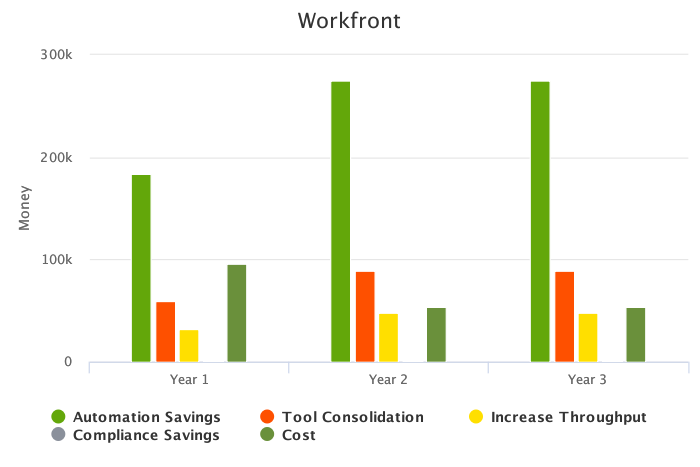 Workfront
300k
200k
100k
0
Money
Year 1 Year 2 Year 3
Automation Savings Tool Consolidation Increase Throughput
Compliance Savings Cost